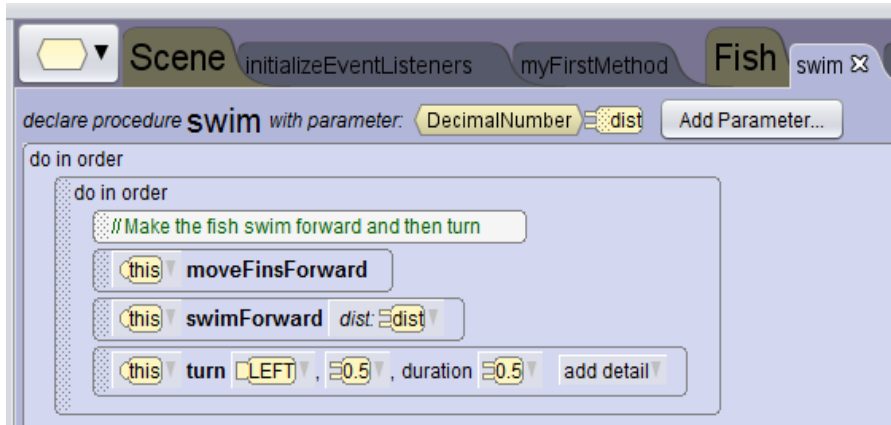 Scene initializeEventListeners myFirstMethod Fish swim
declare procedure swim with parameter: DecimalNumber dist Add Parameter...
do in order
do in order
// Make the fish swim forward and then turn
this moveFinsForward
this swimForward dist: dist
this turn LEFT , 0.5 , duration 0.5 add detail